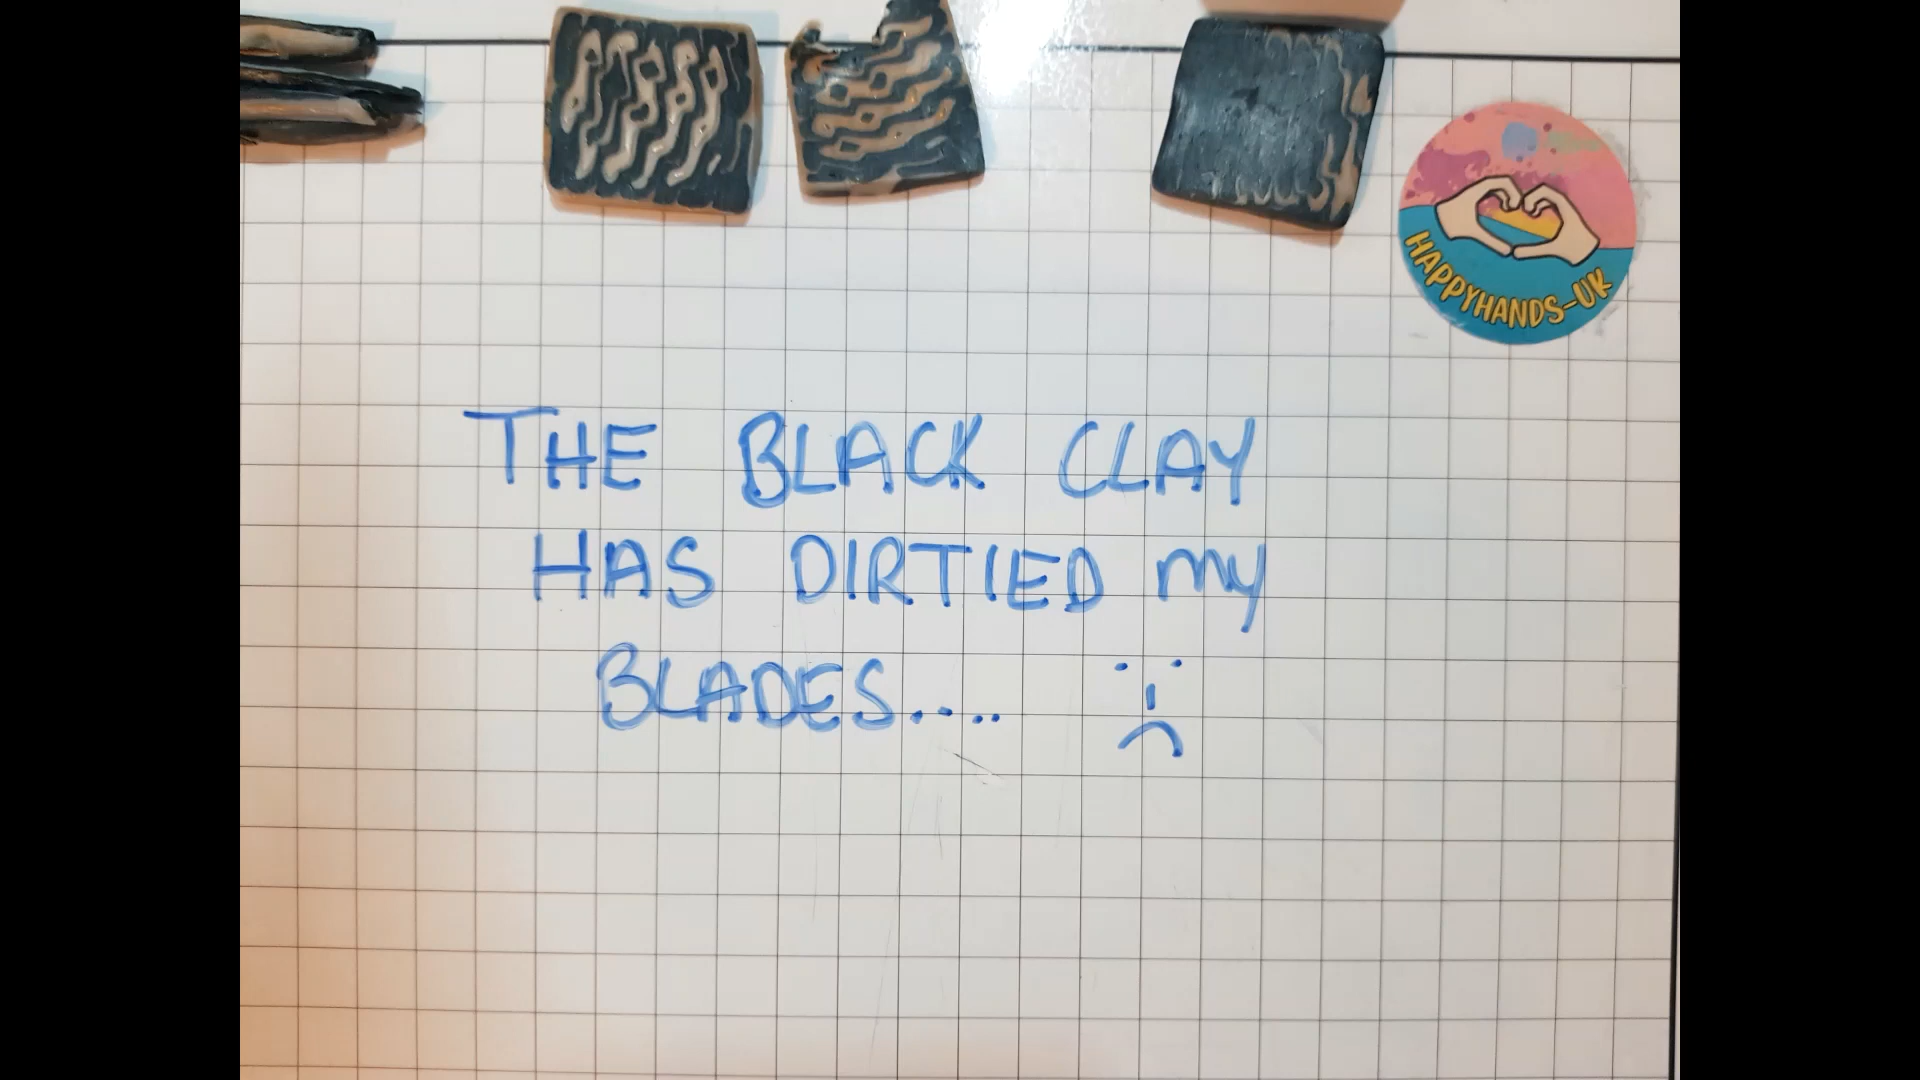 HAPPYHANDS-UK
THE BLACK CLAY
HAS DIRTIED MY
BLADES....